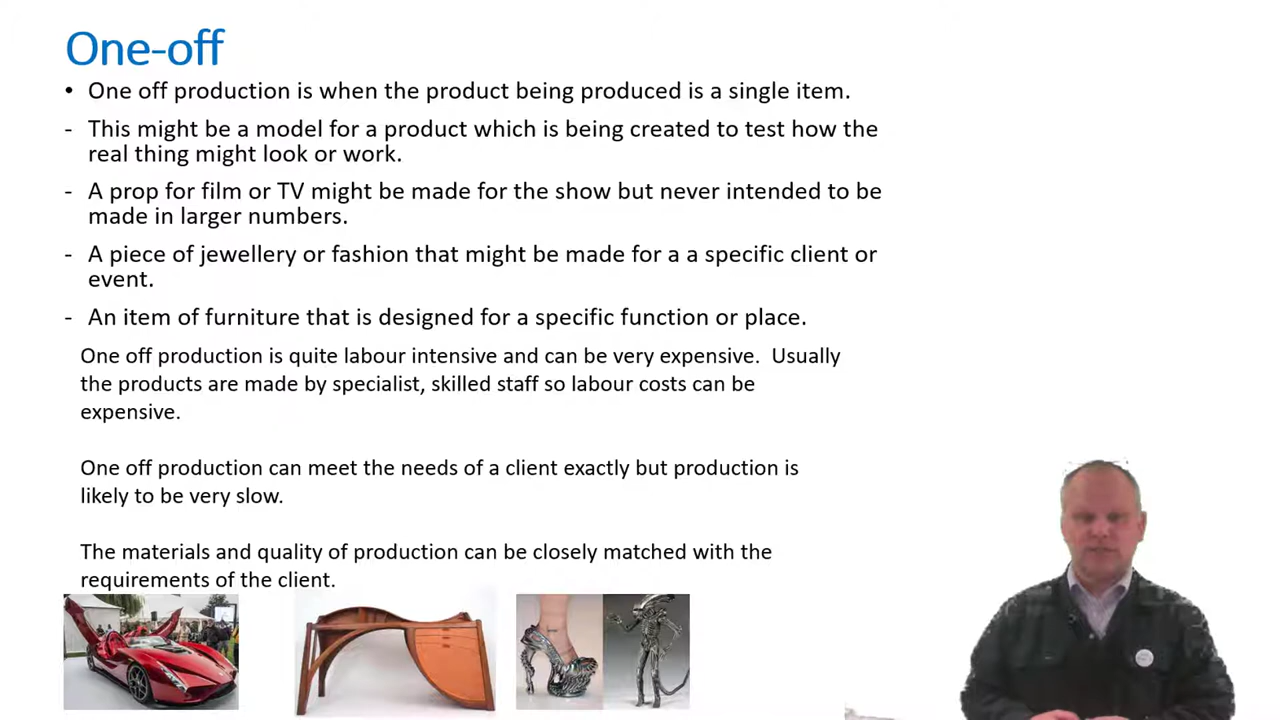 One-off
• One off production is when the product being produced is a single item.
- This might be a model for a product which is being created to test how the
real thing might look or work.
- A prop for film or TV might be made for the show but never intended to be
made in larger numbers.
- A piece of jewellery or fashion that might be made for a a specific client or
event.
- An item of furniture that is designed for a specific function or place.
One off production is quite labour intensive and can be very expensive.  Usually
the products are made by specialist, skilled staff so labour costs can be
expensive.
One off production can meet the needs of a client exactly but production is
likely to be very slow.
The materials and quality of production can be closely matched with the
requirements of the client.